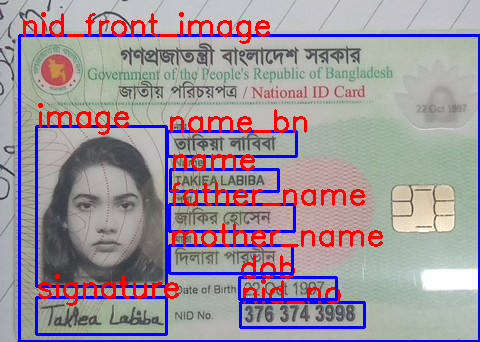 nid_front_image
গণপ্রজাতন্ত্রী বাংলাদেশ সরকার
Government of the People's Republic of Bangladesh
জাতীয় পরিচয়পত্র / National ID Card
22 Oct 1997
image
name_bn
তাকিয়া লাবিবা
name
TAKIEA LABIBA
father_name
জাকির হোসেন
mother_name
দিলারা পারভীন
dob
Date of Birth 22 Oct 1997
signature
nid_no
Takiea Labiba
NID No. 376 374 3998